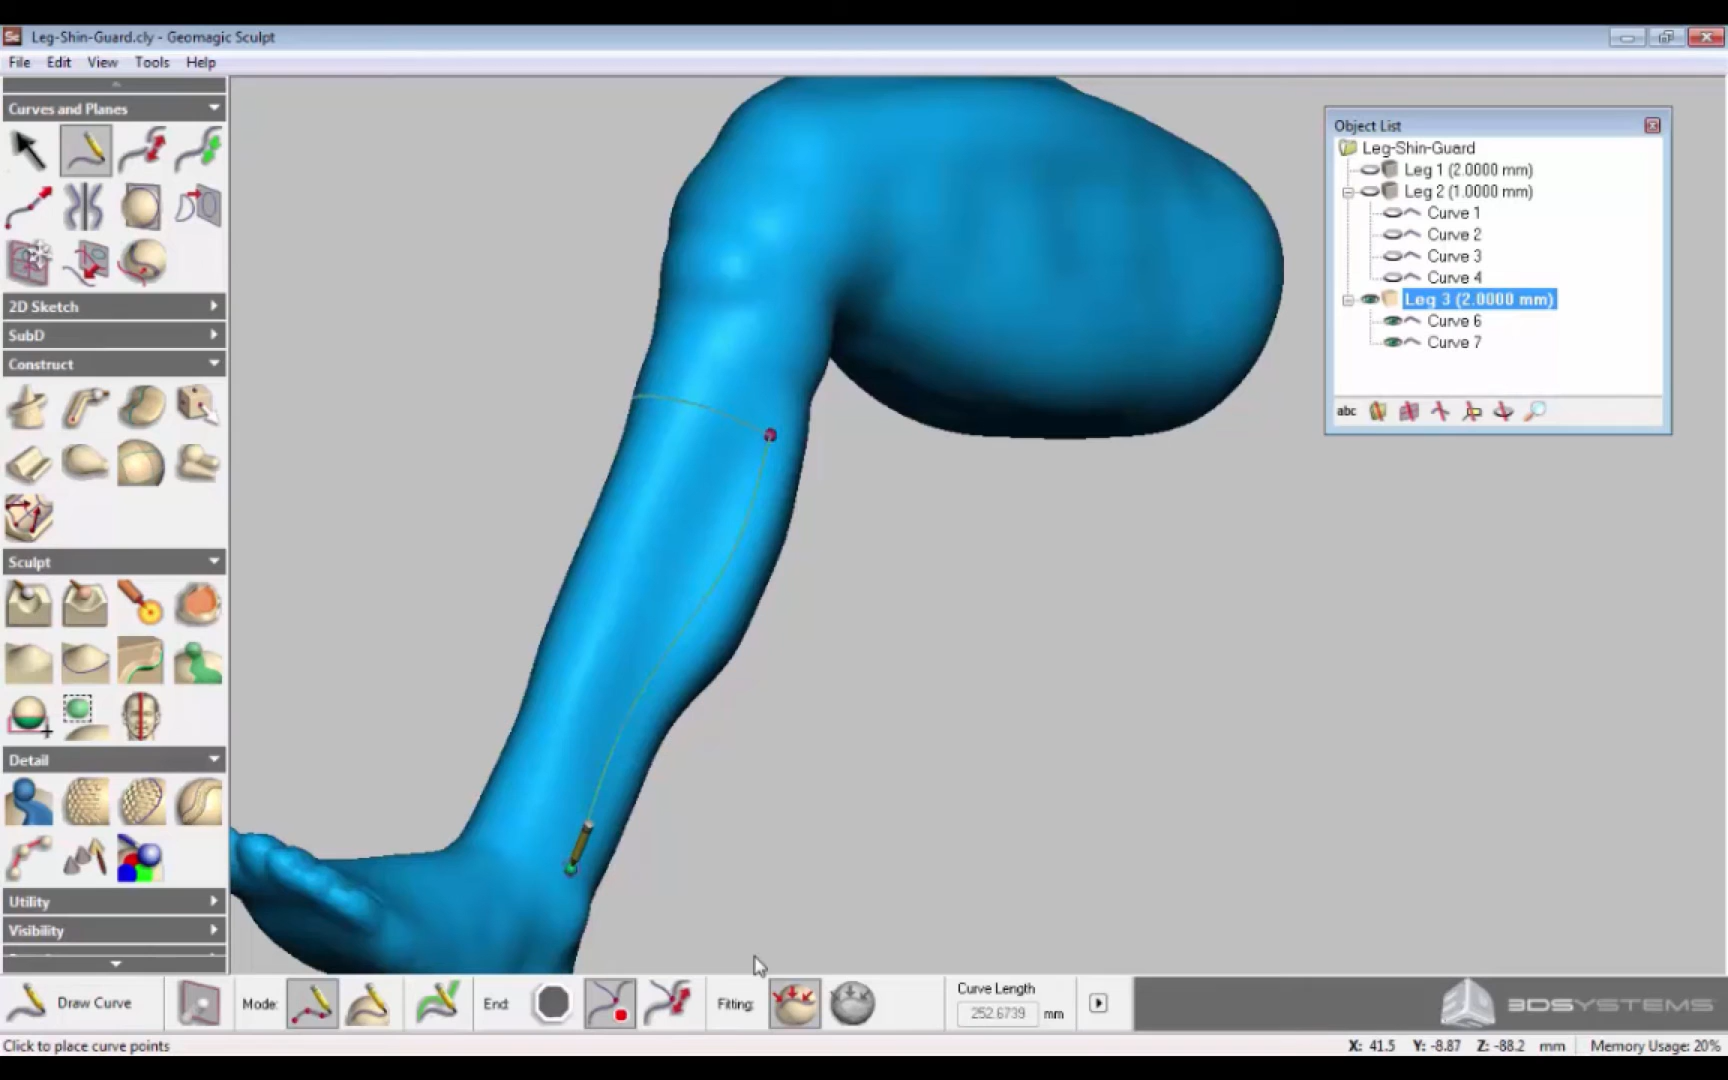 Leg-Shin-Guard.cly - Geomagic Sculpt
File Edit View Tools Help
Curves and Planes
2D Sketch
SubD
Construct
Sculpt
Detail
Utility
Visibility
Object List
Leg-Shin-Guard
Leg 1 (2.0000 mm)
Leg 2 (1.0000 mm)
Curve 1
Curve 2
Curve 3
Curve 4
Leg 3 (2.0000 mm)
Curve 6
Curve 7
abc
Draw Curve
Mode:
End:
Fitting:
Curve Length
252.6739 mm
3DSYSTEMS
Click to place curve points
X: 41.5 Y: -8.87 Z: -88.2 mm Memory Usage: 20%